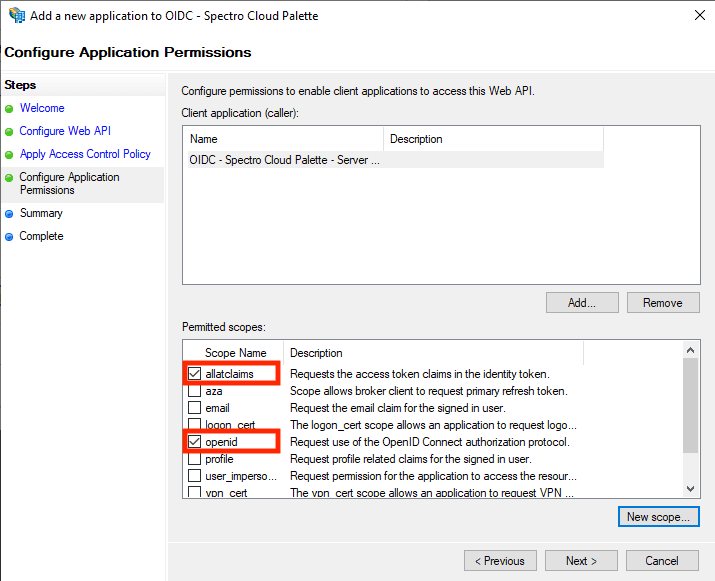 Add a new application to OIDC - Spectro Cloud Palette
Configure Application Permissions
Steps
Welcome
Configure Web API
Apply Access Control Policy
Configure Application
Permissions
Summary
Complete
Configure permissions to enable client applications to access this Web API.
Client application (caller):
Name Description
OIDC - Spectro Cloud Palette - Server ...
Add... Remove
Permitted scopes:
Scope Name Description
allatclaims Requests the access token claims in the identity token.
aza Scope allows broker client to request primary refresh token.
email Request the email claim for the signed in user.
logon_cert The logon_cert scope allows an application to request logo...
openid Request use of the OpenID Connect authorization protocol.
profile Request profile related claims for the signed in user.
user_imperso... Request permission for the application to access the resour...
vpn_cert The vpn_cert scope allows an application to request VPN ...
New scope...
< Previous Next > Cancel